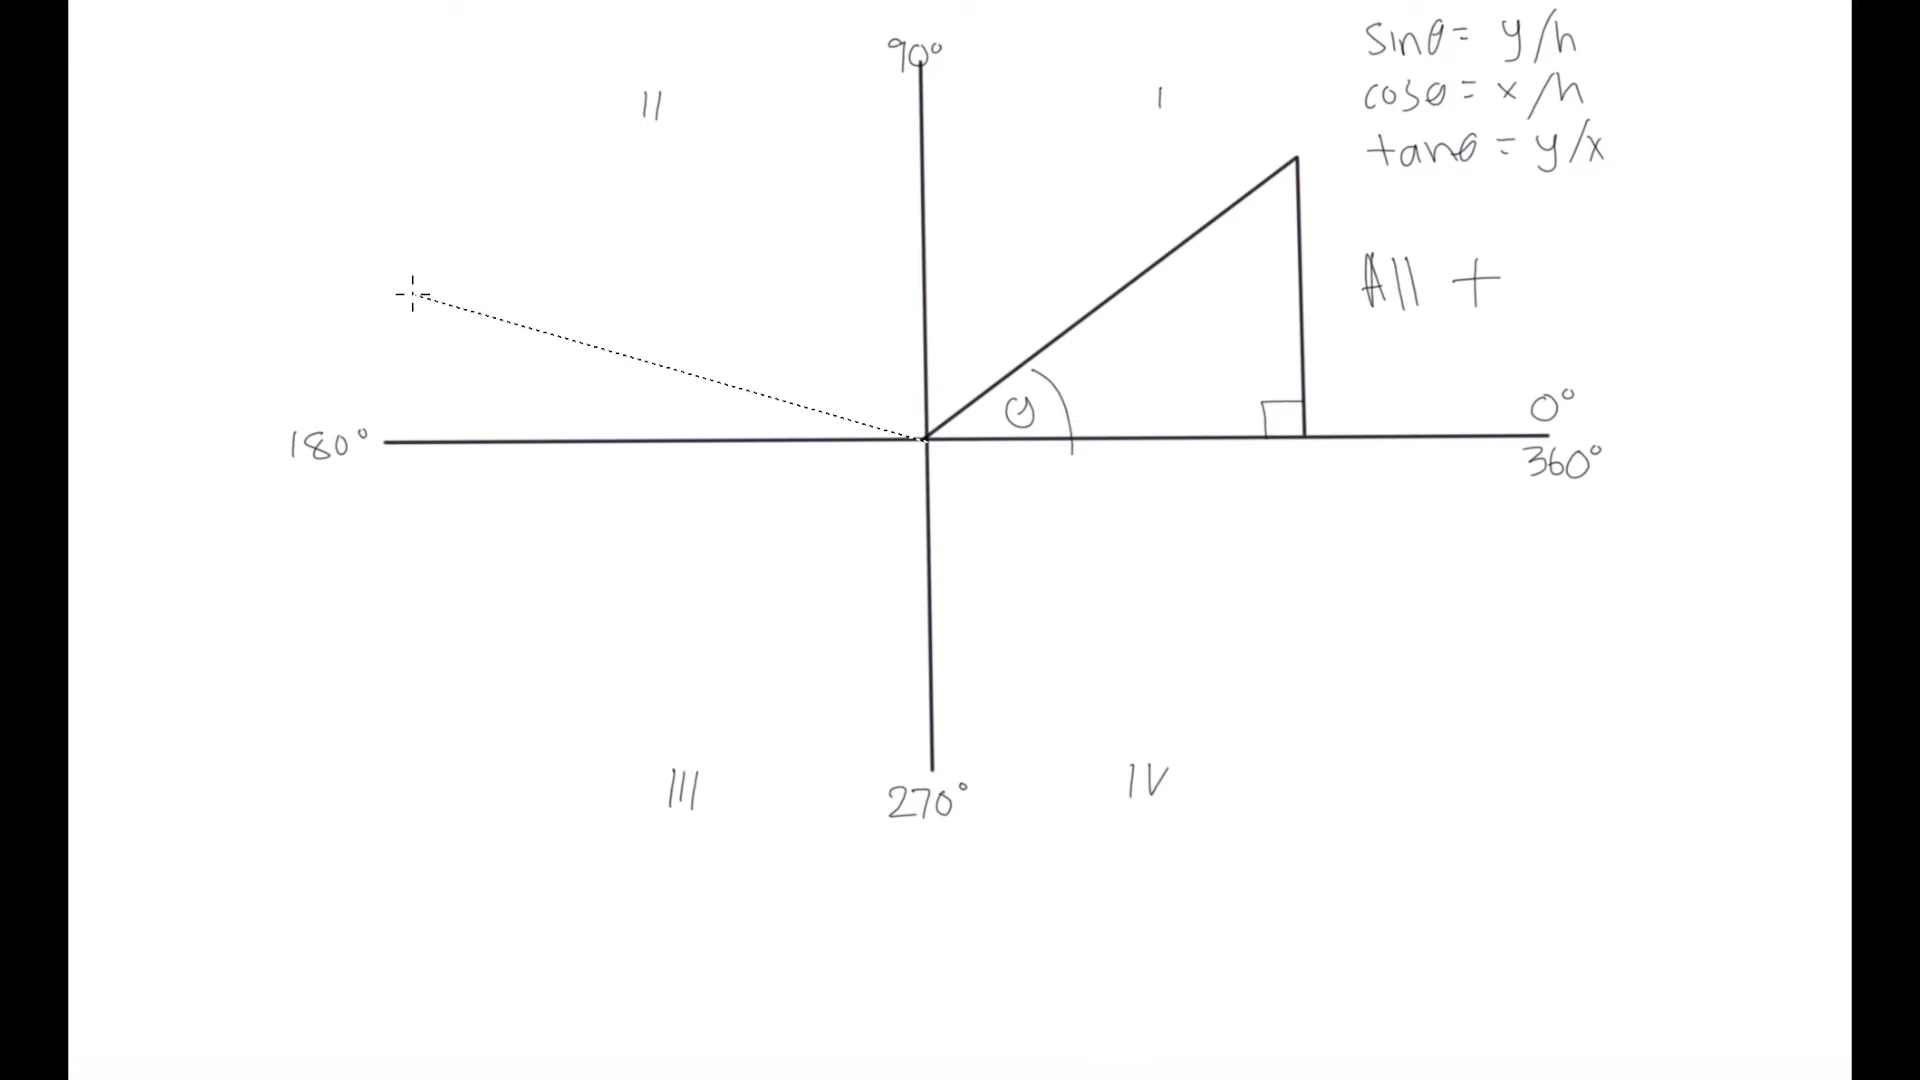 sinθ = y/h
cosθ = x/h
tanθ = y/x
90°
II
I
All +
θ
0°
180°
360°
III
IV
270°